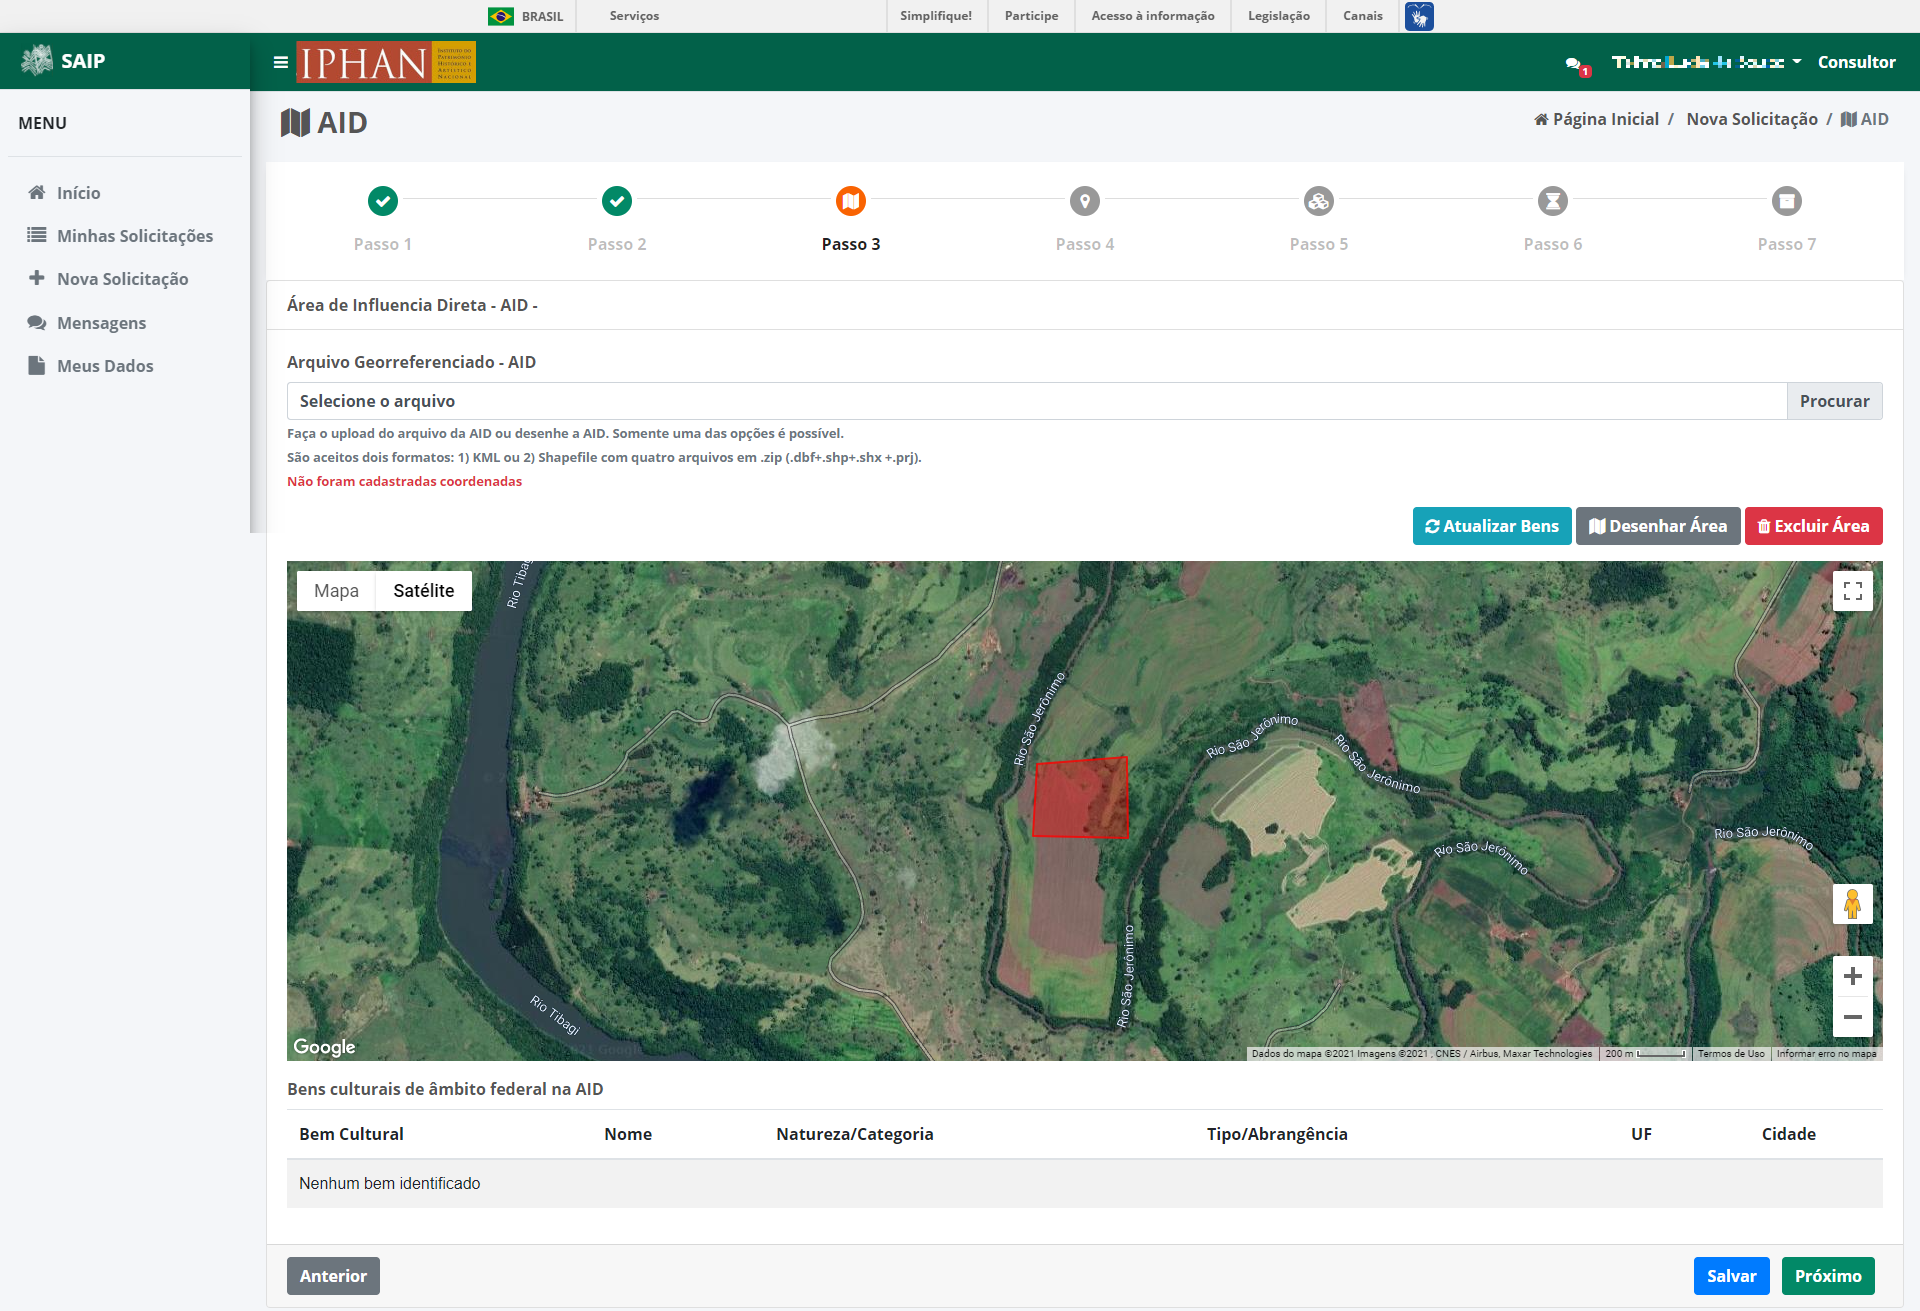 BRASIL
Serviços
Simplifique!
Participe
Acesso à informação
Legislação
Canais
SAIP
IPHAN
INSTITUTO DO PATRIMÔNIO HISTÓRICO E ARTÍSTICO NACIONAL
1
Consultor
MENU
Início
Minhas Solicitações
Nova Solicitação
Mensagens
Meus Dados
AID
Página Inicial / Nova Solicitação / AID
Passo 1
Passo 2
Passo 3
Passo 4
Passo 5
Passo 6
Passo 7
Área de Influencia Direta - AID -
Arquivo Georreferenciado - AID
Selecione o arquivo
Procurar
Faça o upload do arquivo da AID ou desenhe a AID. Somente uma das opções é possível.
São aceitos dois formatos: 1) KML ou 2) Shapefile com quatro arquivos em .zip (.dbf+.shp+.shx +.prj).
Não foram cadastradas coordenadas
Atualizar Bens
Desenhar Área
Excluir Área
Mapa
Satélite
Rio São Jerônimo
Rio São Jerônimo
Rio São Jerônimo
Rio São Jerônimo
Rio São Jerônimo
Rio São Jerônimo
Rio Tibagi
Google
Dados do mapa ©2021 Imagens ©2021 , CNES / Airbus, Maxar Technologies
200 m
Termos de Uso
Informar erro no mapa
Bens culturais de âmbito federal na AID
Bem Cultural
Nome
Natureza/Categoria
Tipo/Abrangência
UF
Cidade
Nenhum bem identificado
Anterior
Salvar
Próximo